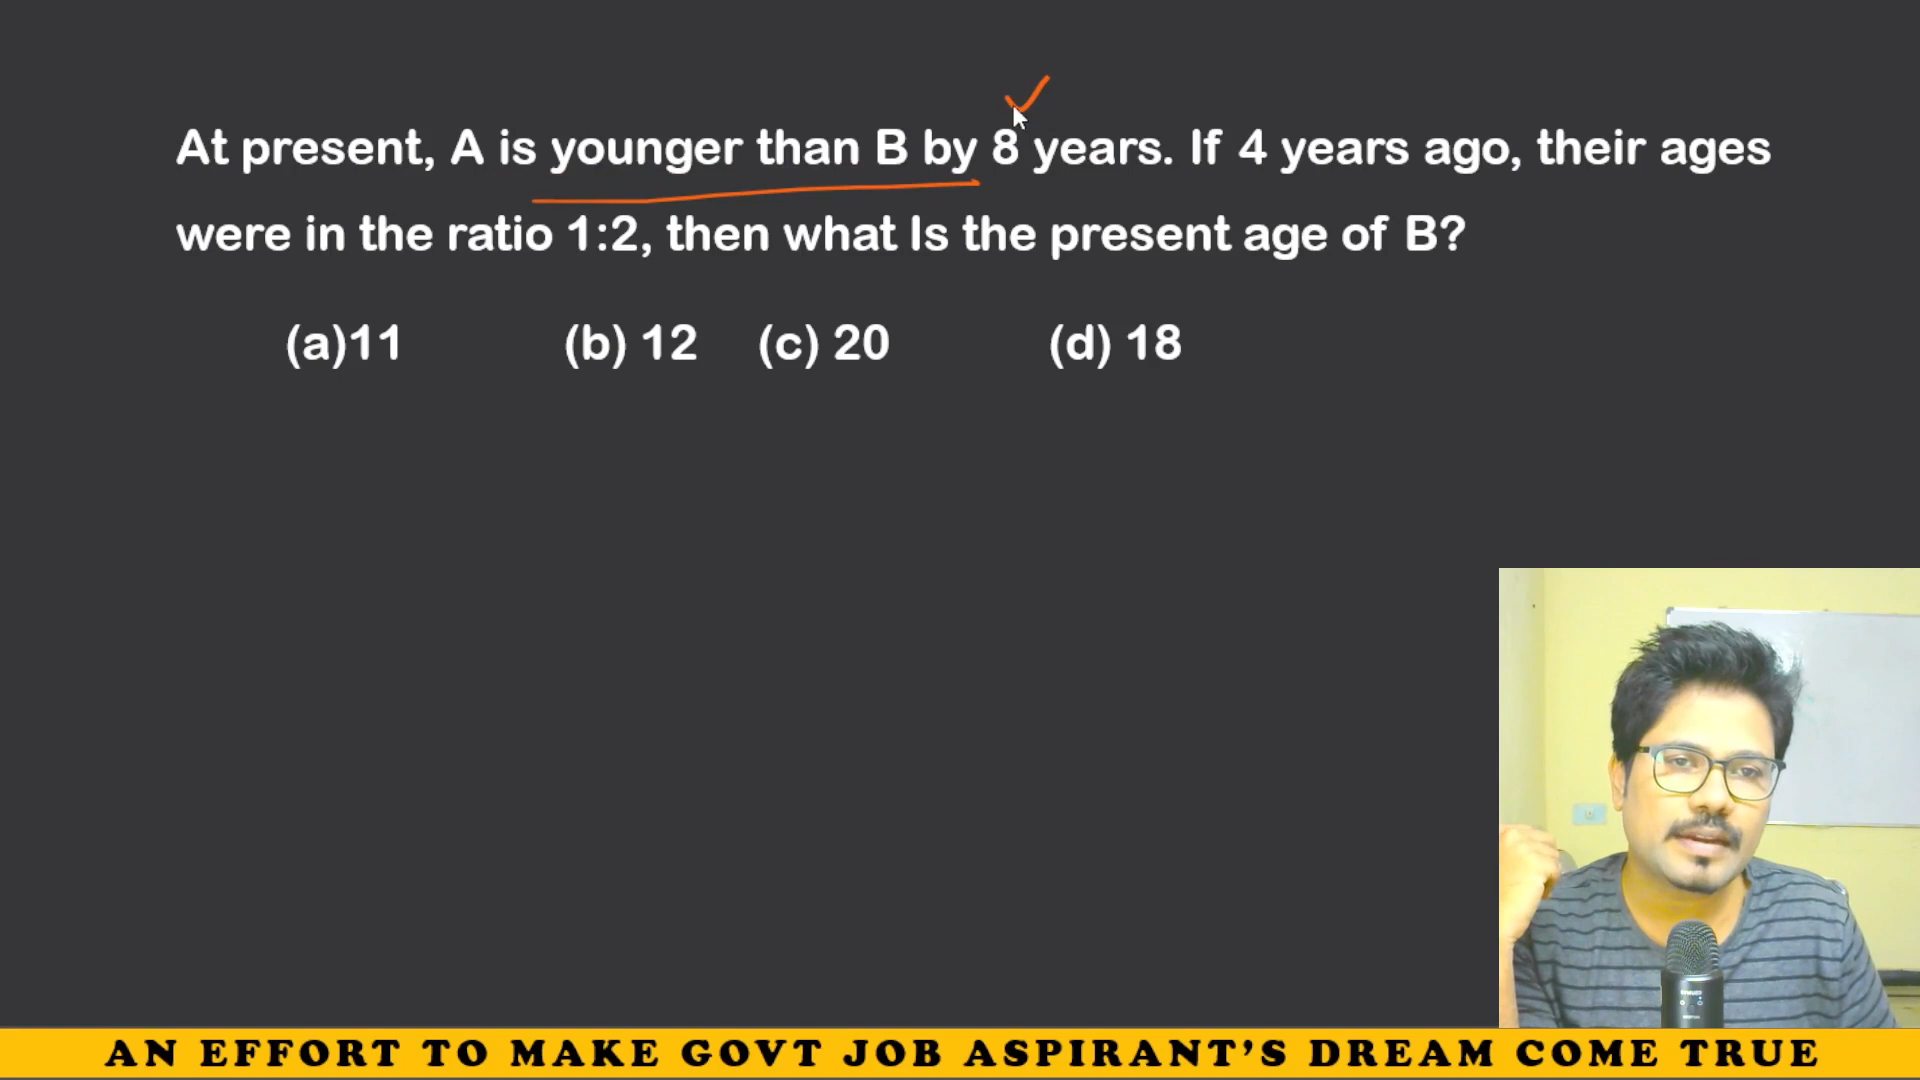 At present, A is younger than B by 8 years. If 4 years ago, their ages
were in the ratio 1:2, then what Is the present age of B?
(a)11 (b) 12 (c) 20 (d) 18
AN EFFORT TO MAKE GOVT JOB ASPIRANT’S DREAM COME TRUE